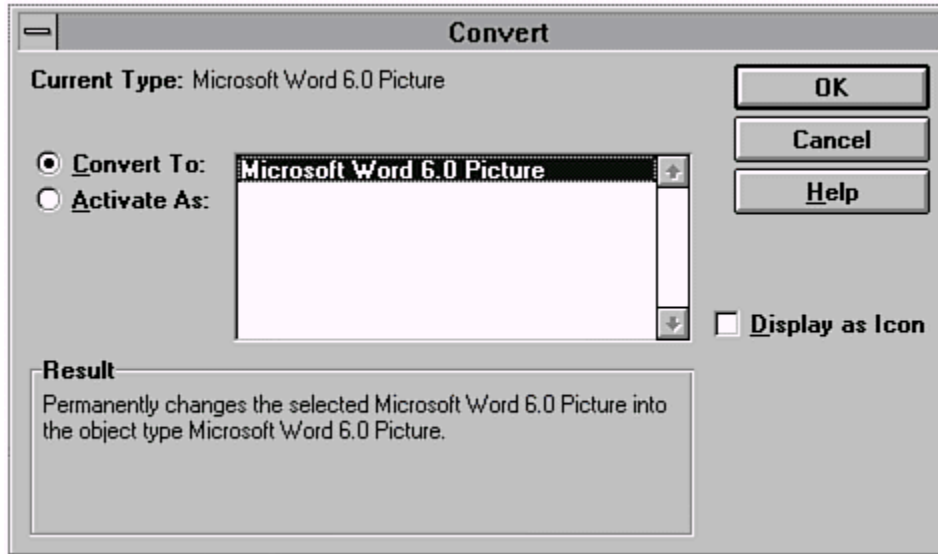 Convert
Current Type: Microsoft Word 6.0 Picture
OK
Cancel
Help
Convert To:
Activate As:
Microsoft Word 6.0 Picture
Display as Icon
Result
Permanently changes the selected Microsoft Word 6.0 Picture into
the object type Microsoft Word 6.0 Picture.